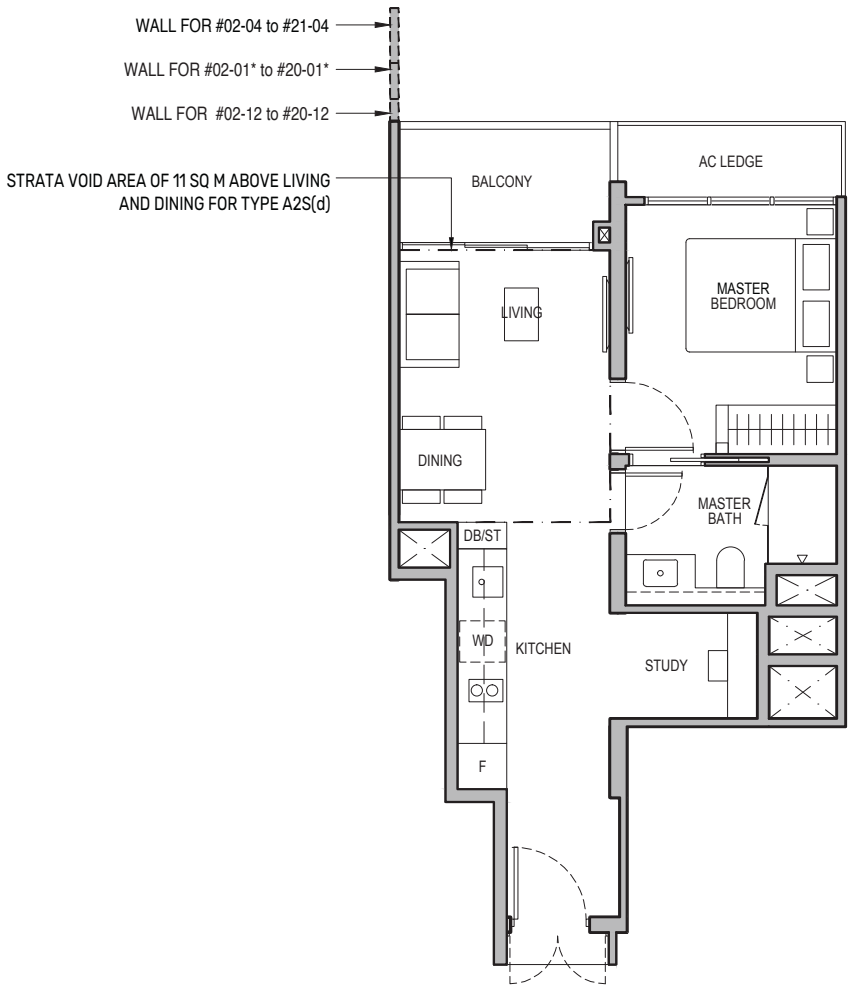 WALL FOR #02-04 to #21-04
WALL FOR #02-01* to #20-01*
WALL FOR #02-12 to #20-12
STRATA VOID AREA OF 11 SQ M ABOVE LIVING
AND DINING FOR TYPE A2S(d)
BALCONY
AC LEDGE
LIVING
MASTER
BEDROOM
DINING
MASTER
BATH
DB/ST
WD
KITCHEN
STUDY
F